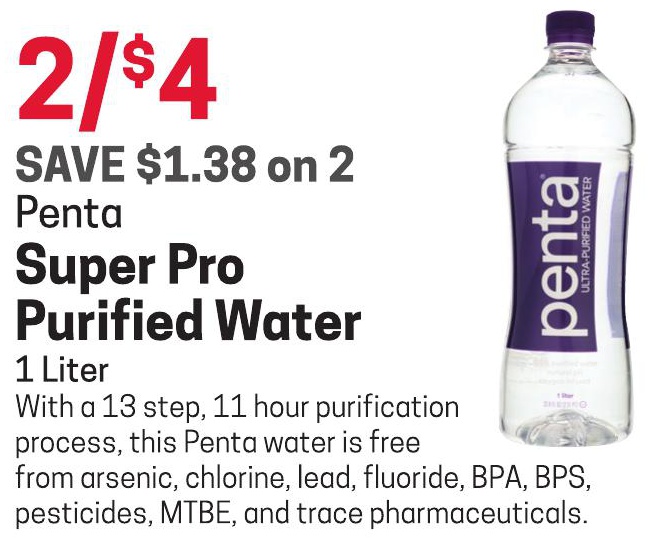 2/$4
SAVE $1.38 on 2
Penta
Super Pro
Purified Water
1 Liter
With a 13 step, 11 hour purification
process, this Penta water is free
from arsenic, chlorine, lead, fluoride, BPA, BPS,
pesticides, MTBE, and trace pharmaceuticals.
penta®
ULTRA-PURIFIED WATER
1 liter